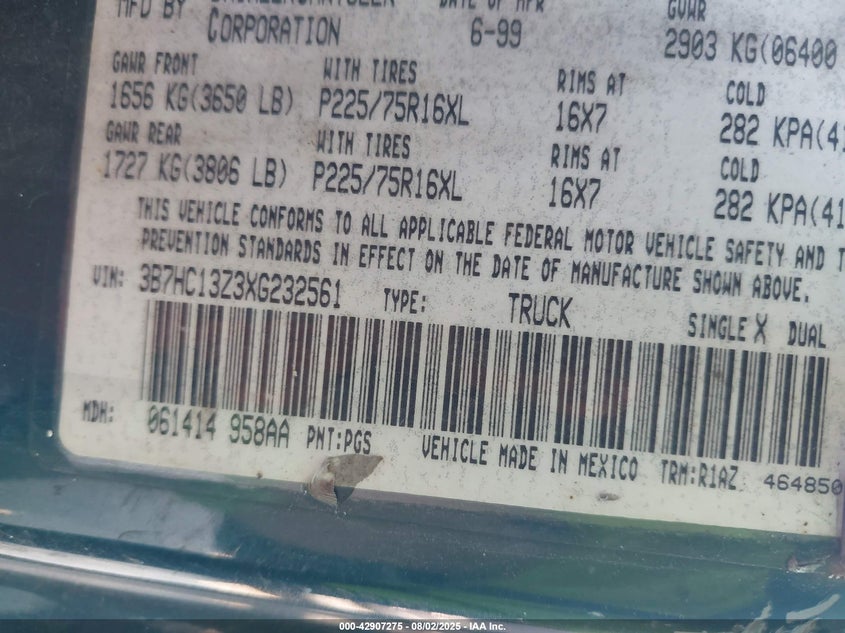 MFD BY DATE OF MFR GVWR
CORPORATION 6-99 2903 KG(06400
GAWR FRONT WITH TIRES RIMS AT COLD
1656 KG(3650 LB) P225/75R16XL 16X7 282 KPA(41
GAWR REAR WITH TIRES RIMS AT COLD
1727 KG(3806 LB) P225/75R16XL 16X7 282 KPA(41
THIS VEHICLE CONFORMS TO ALL APPLICABLE FEDERAL MOTOR VEHICLE SAFETY AND T
PREVENTION STANDARDS IN EFFECT ON THE DATE OF MANUFACTURE SHOWN ABOVE.
VIN: 3B7HC13Z3XG232561 TYPE: TRUCK SINGLE X DUAL
MDH: 061414 958AA PNT:PGS VEHICLE MADE IN MEXICO TRM:R1AZ 464850
000-42907275 - 08/02/2025 - IAA Inc.